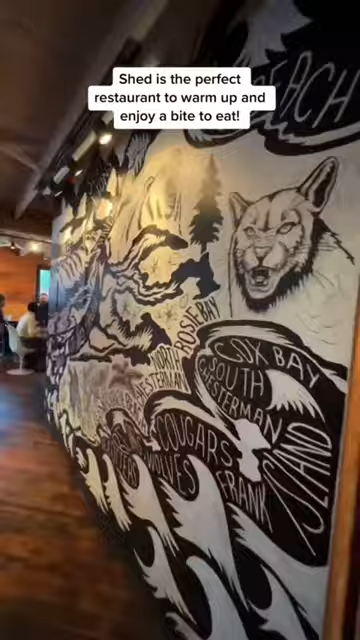 Shed is the perfect
restaurant to warm up and
enjoy a bite to eat!
BEACH
ROSIE BAY
NORTH
CHESTERMAN
COX BAY
SOUTH
CHESTERMAN
COUGARS
WOLVES
FRANK
ISLAND